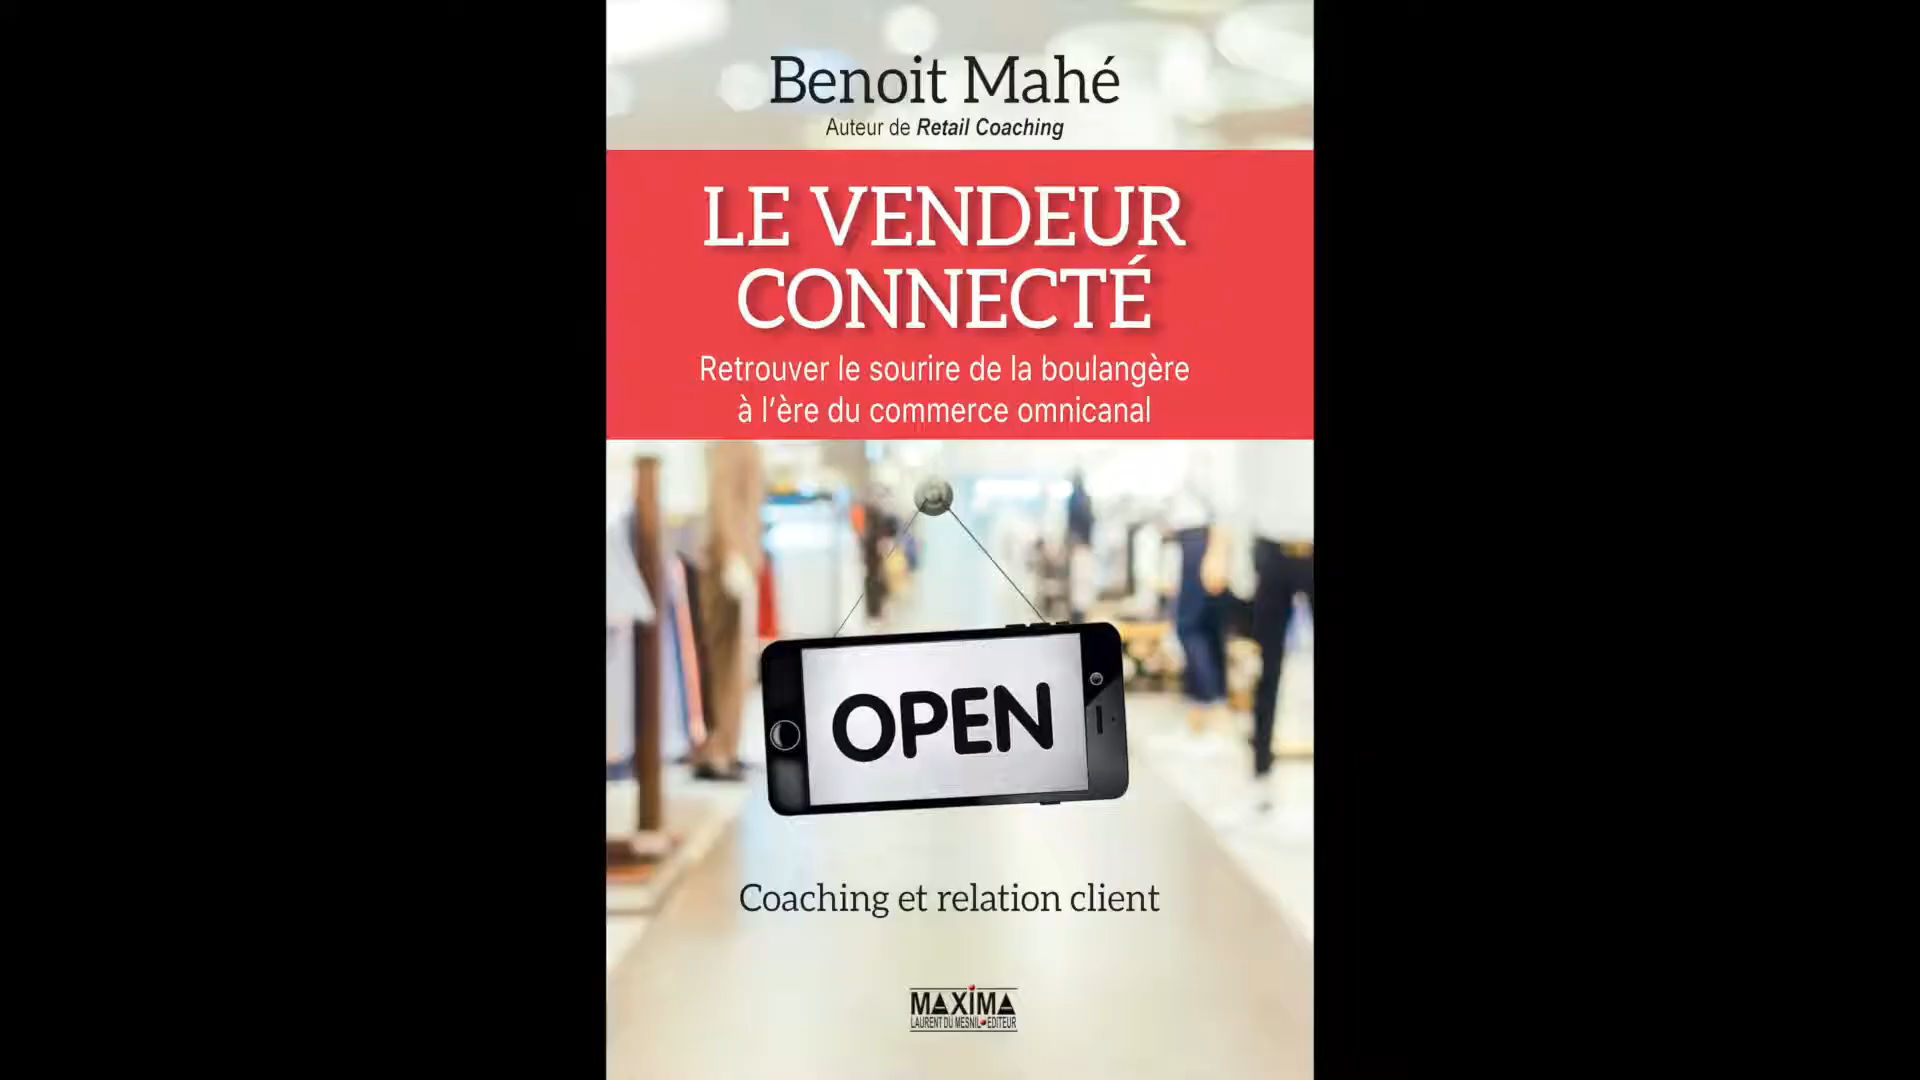 Benoit Mahé
Auteur de Retail Coaching
LE VENDEUR
CONNECTÉ
Retrouver le sourire de la boulangère
à l’ère du commerce omnicanal
OPEN
Coaching et relation client
MAXIMA
LAURENT DU MESNIL EDITEUR